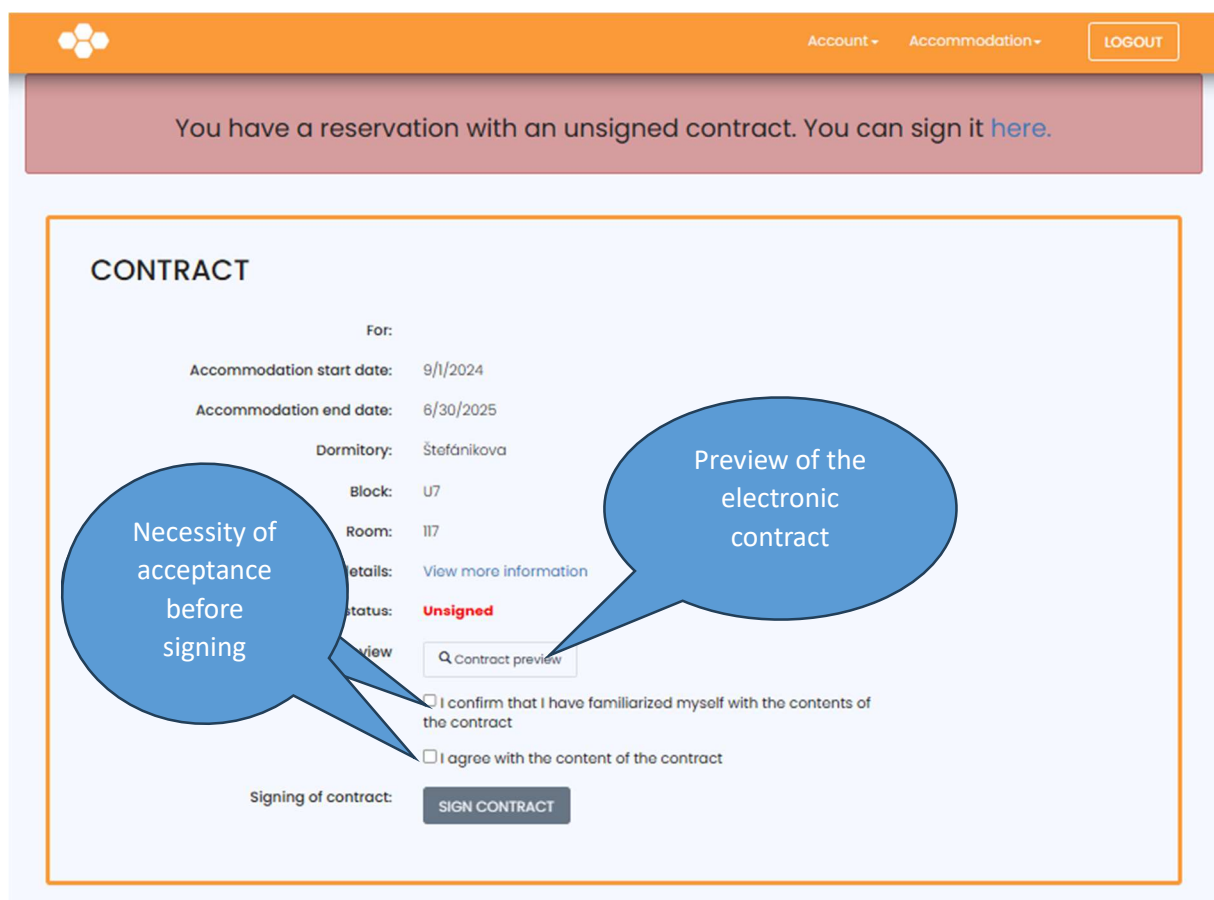 Account
Accommodation
LOGOUT
You have a reservation with an unsigned contract. You can sign it here.
CONTRACT
For:
Accommodation start date: 9/1/2024
Accommodation end date: 6/30/2025
Dormitory: Štefánikova
Block: U7
Room: 117
etails: View more information
status: Unsigned
view Contract preview
I confirm that I have familiarized myself with the contents of
the contract
I agree with the content of the contract
Signing of contract: SIGN CONTRACT
Necessity of
acceptance
before
signing
Preview of the
electronic
contract